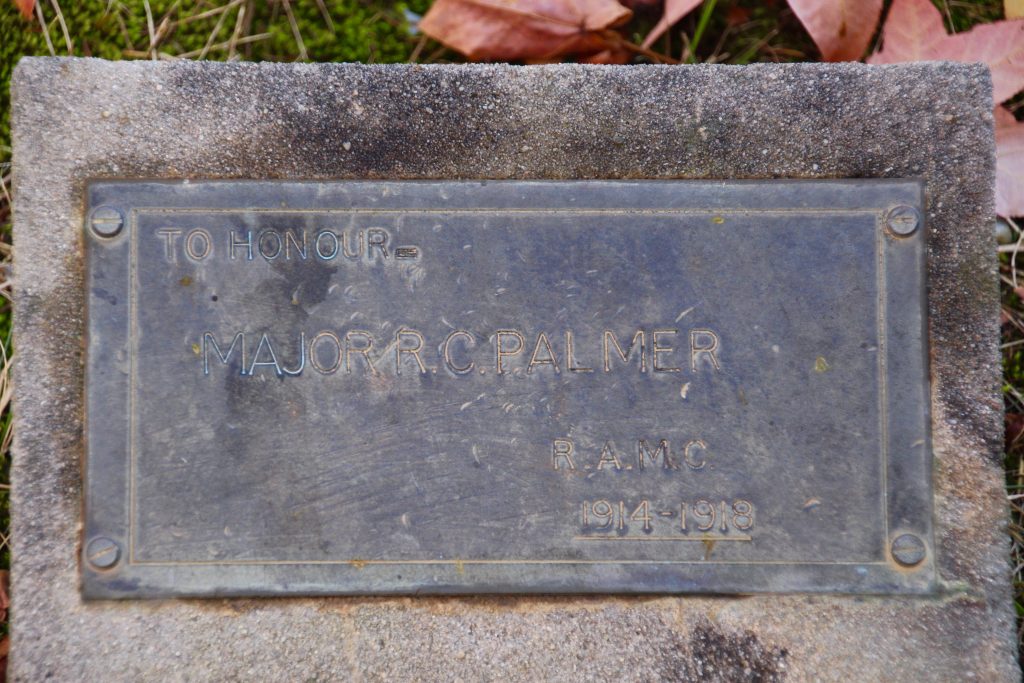 TO HONOUR=
MAJOR R.C.PALMER
R.A.M.C.
1914-1918